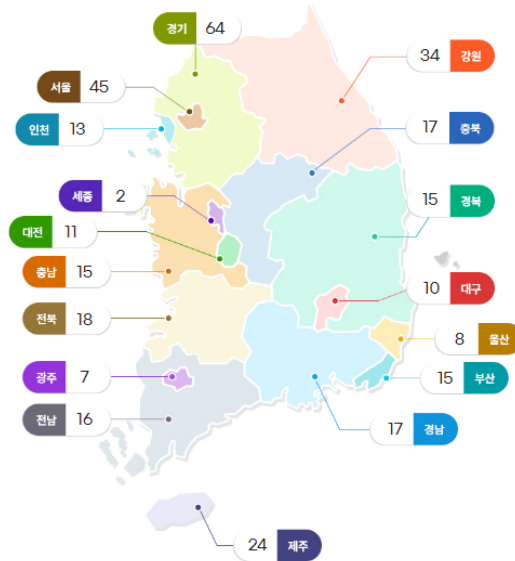 경기 64
34 강원
서울 45
인천 13
17 충북
세종 2
15 경북
대전 11
충남 15
10 대구
전북 18
8 울산
광주 7
15 부산
전남 16
17 경남
24 제주